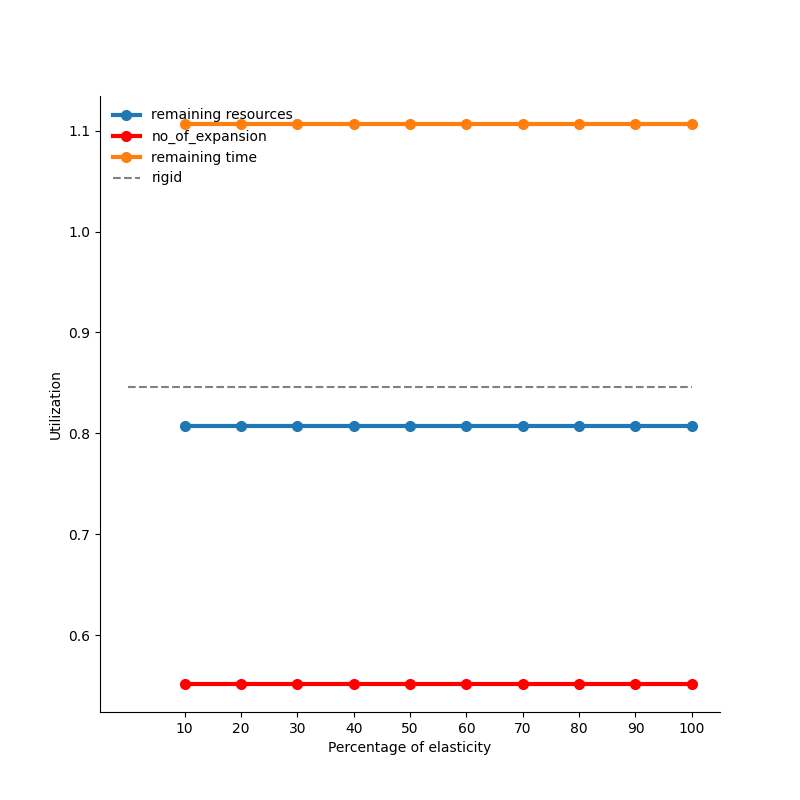 remaining resources
no_of_expansion
remaining time
rigid
1.1
1.0
0.9
0.8
0.7
0.6
Utilization
10 20 30 40 50 60 70 80 90 100
Percentage of elasticity